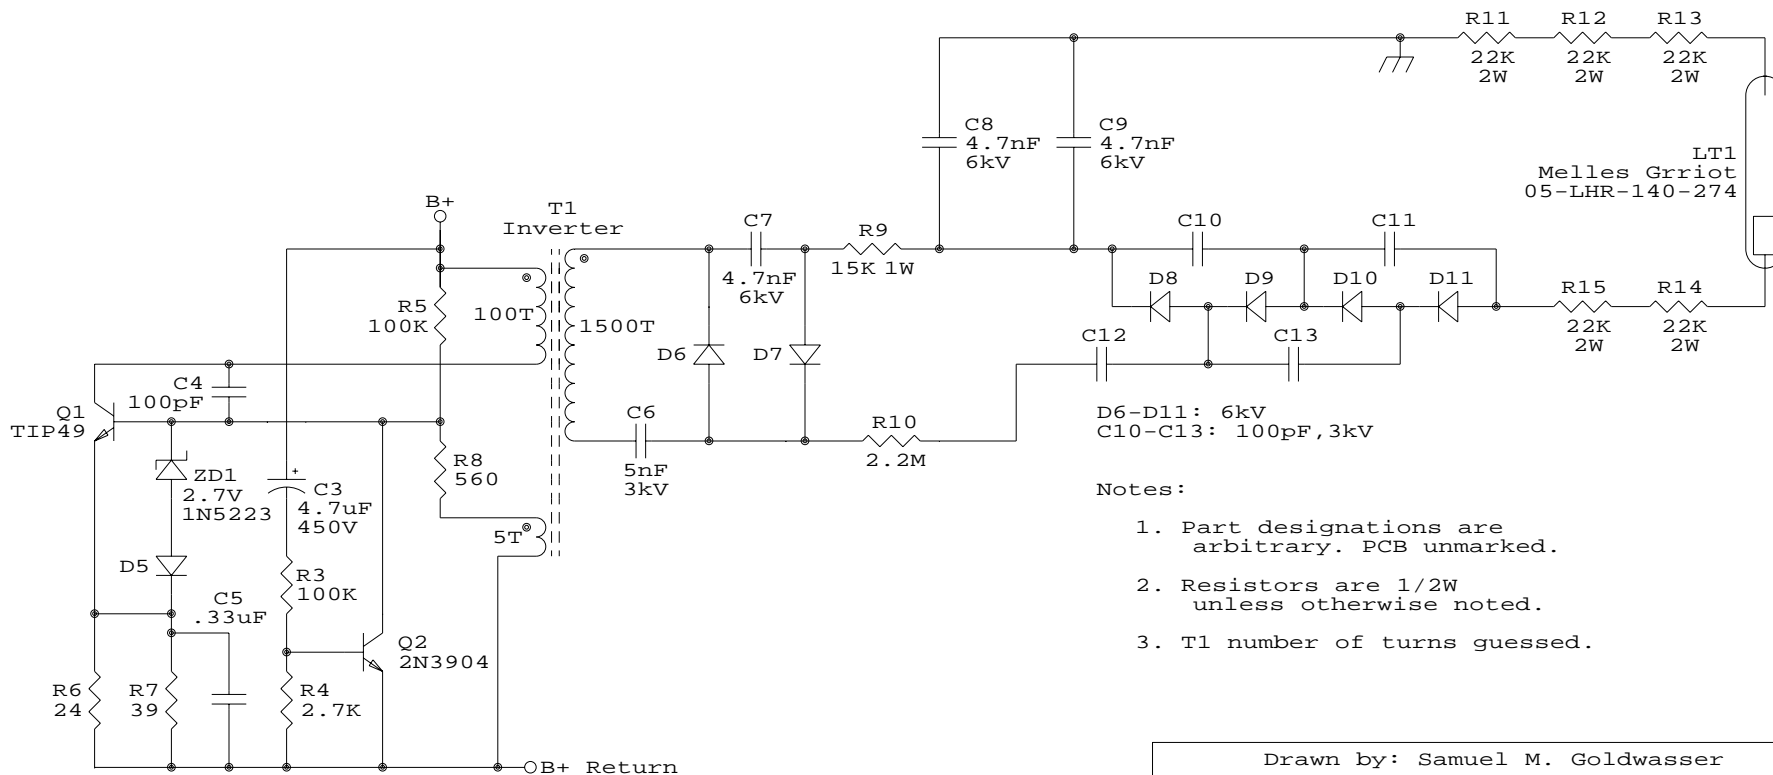 R11
R12
R13
22K
2W
22K
2W
22K
2W
C8
4.7nF
6kV
C9
4.7nF
6kV
LT1
Melles Grriot
05-LHR-140-274
B+
T1
Inverter
C7
4.7nF
6kV
R9
15K 1W
C10
C11
D8
D9
D10
D11
R15
22K
2W
R14
22K
2W
R5
100K
100T
1500T
D6
D7
C12
C13
C4
100pF
Q1
TIP49
C6
5nF
3kV
R10
2.2M
D6-D11: 6kV
C10-C13: 100pF,3kV
ZD1
2.7V
1N5223
+
C3
4.7uF
450V
R8
560
5T
Notes:
1. Part designations are
arbitrary. PCB unmarked.
2. Resistors are 1/2W
unless otherwise noted.
3. T1 number of turns guessed.
D5
R3
100K
C5
.33uF
Q2
2N3904
R6
24
R7
39
R4
2.7K
B+ Return
Drawn by: Samuel M. Goldwasser